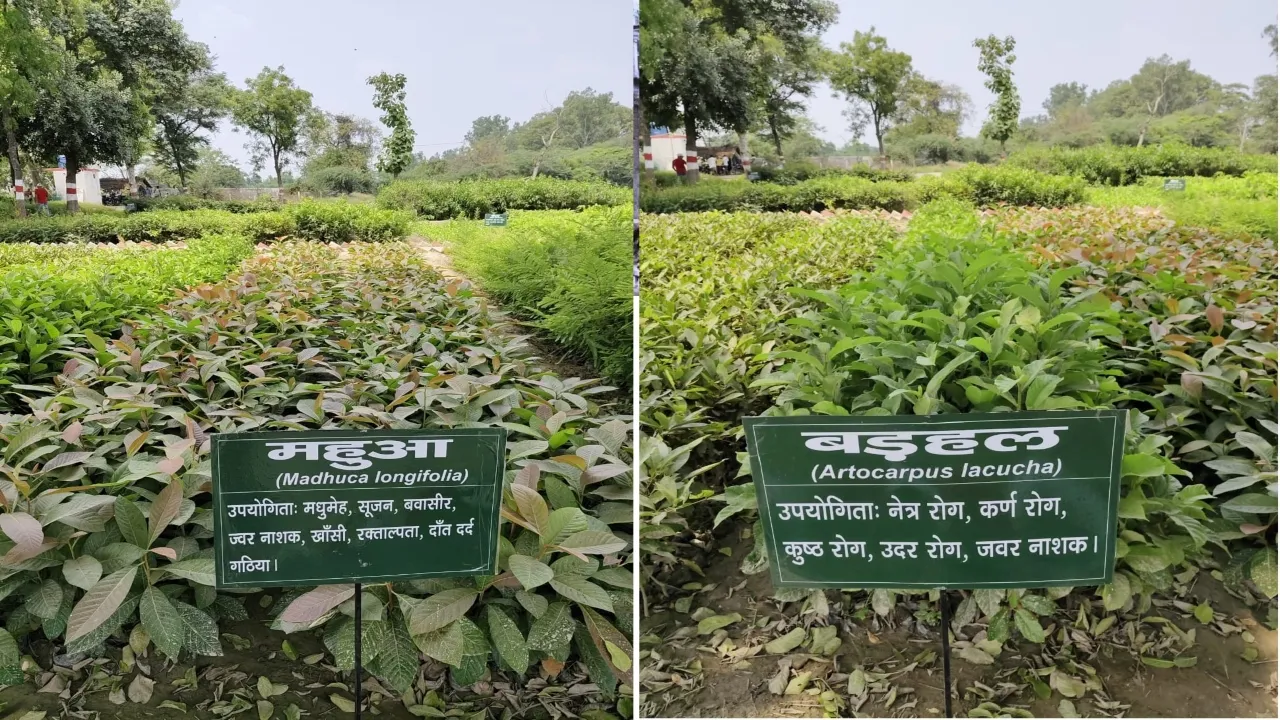 महुआ
(Madhuca longifolia)
उपयोगिताः मधुमेह, सूजन, बवासीर,
ज्वर नाशक, खाँसी, रक्ताल्पता, दाँत दर्द
गठिया।
बड़हल
(Artocarpus lacucha)
उपयोगिताः नेत्र रोग, कर्ण रोग,
कुष्ठ रोग, उदर रोग, जवर नाशक।